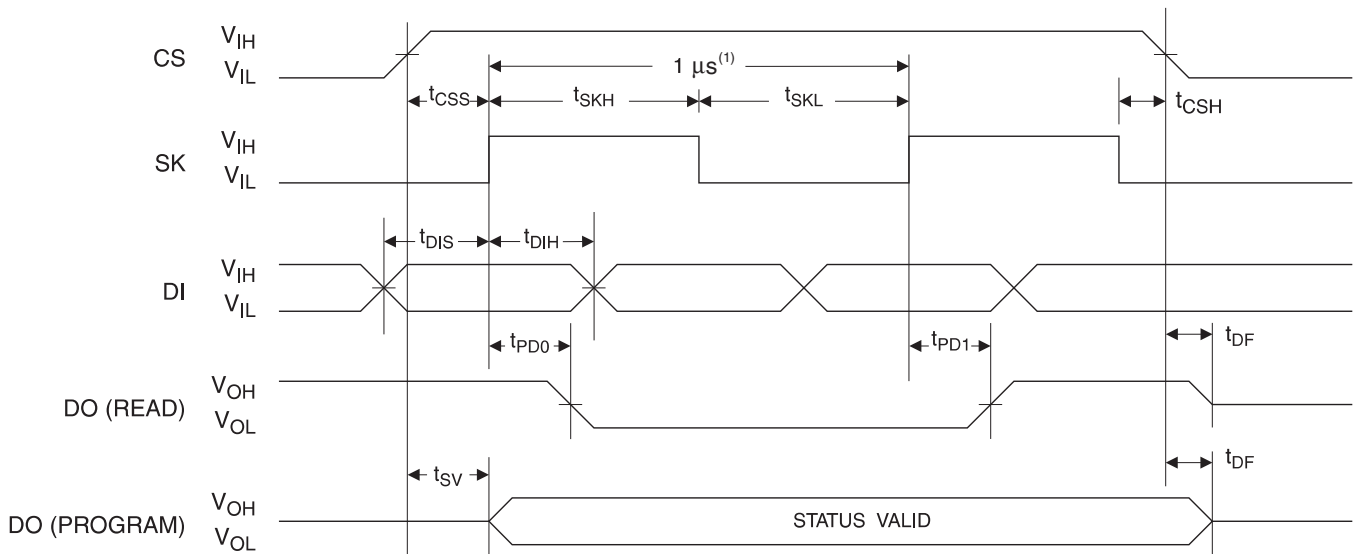 CS
V_IH
V_IL
1 μs(1)
t_CSS
t_SKH
t_SKL
t_CSH
SK
V_IH
V_IL
t_DIS
t_DIH
DI
V_IH
V_IL
t_PD0
t_PD1
t_DF
DO (READ)
V_OH
V_OL
t_SV
t_DF
DO (PROGRAM)
V_OH
V_OL
STATUS VALID